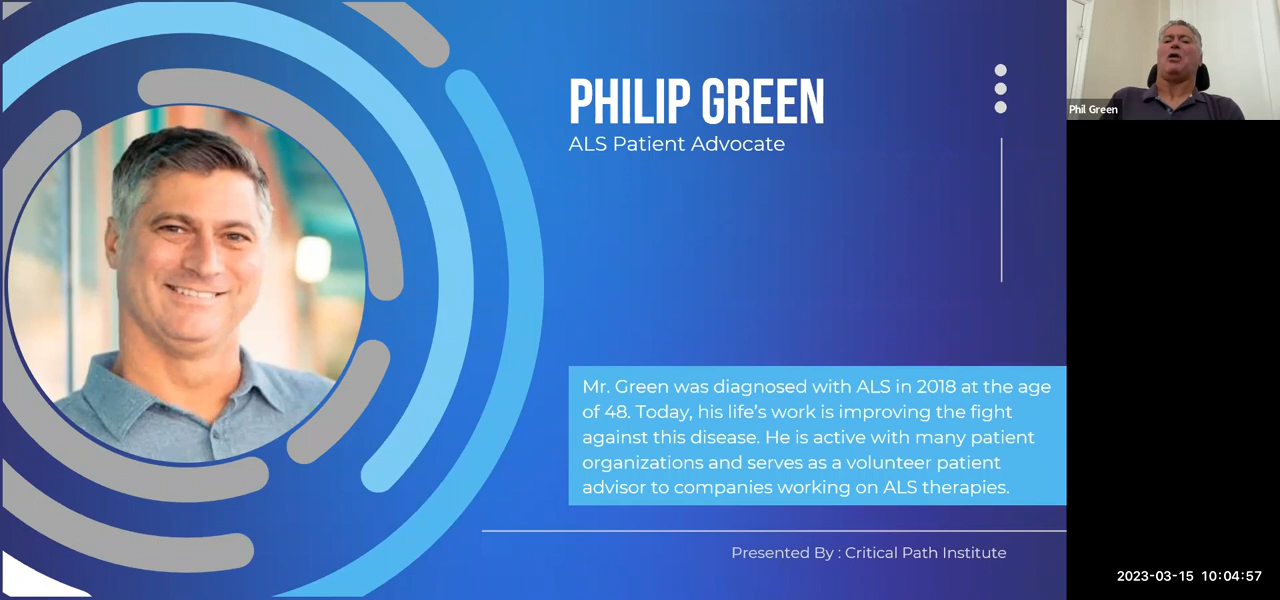 PHILIP GREEN
ALS Patient Advocate
Phil Green
Mr. Green was diagnosed with ALS in 2018 at the age
of 48. Today, his life's work is improving the fight
against this disease. He is active with many patient
organizations and serves as a volunteer patient
advisor to companies working on ALS therapies.
Presented By : Critical Path Institute
2023-03-15 10:04:57